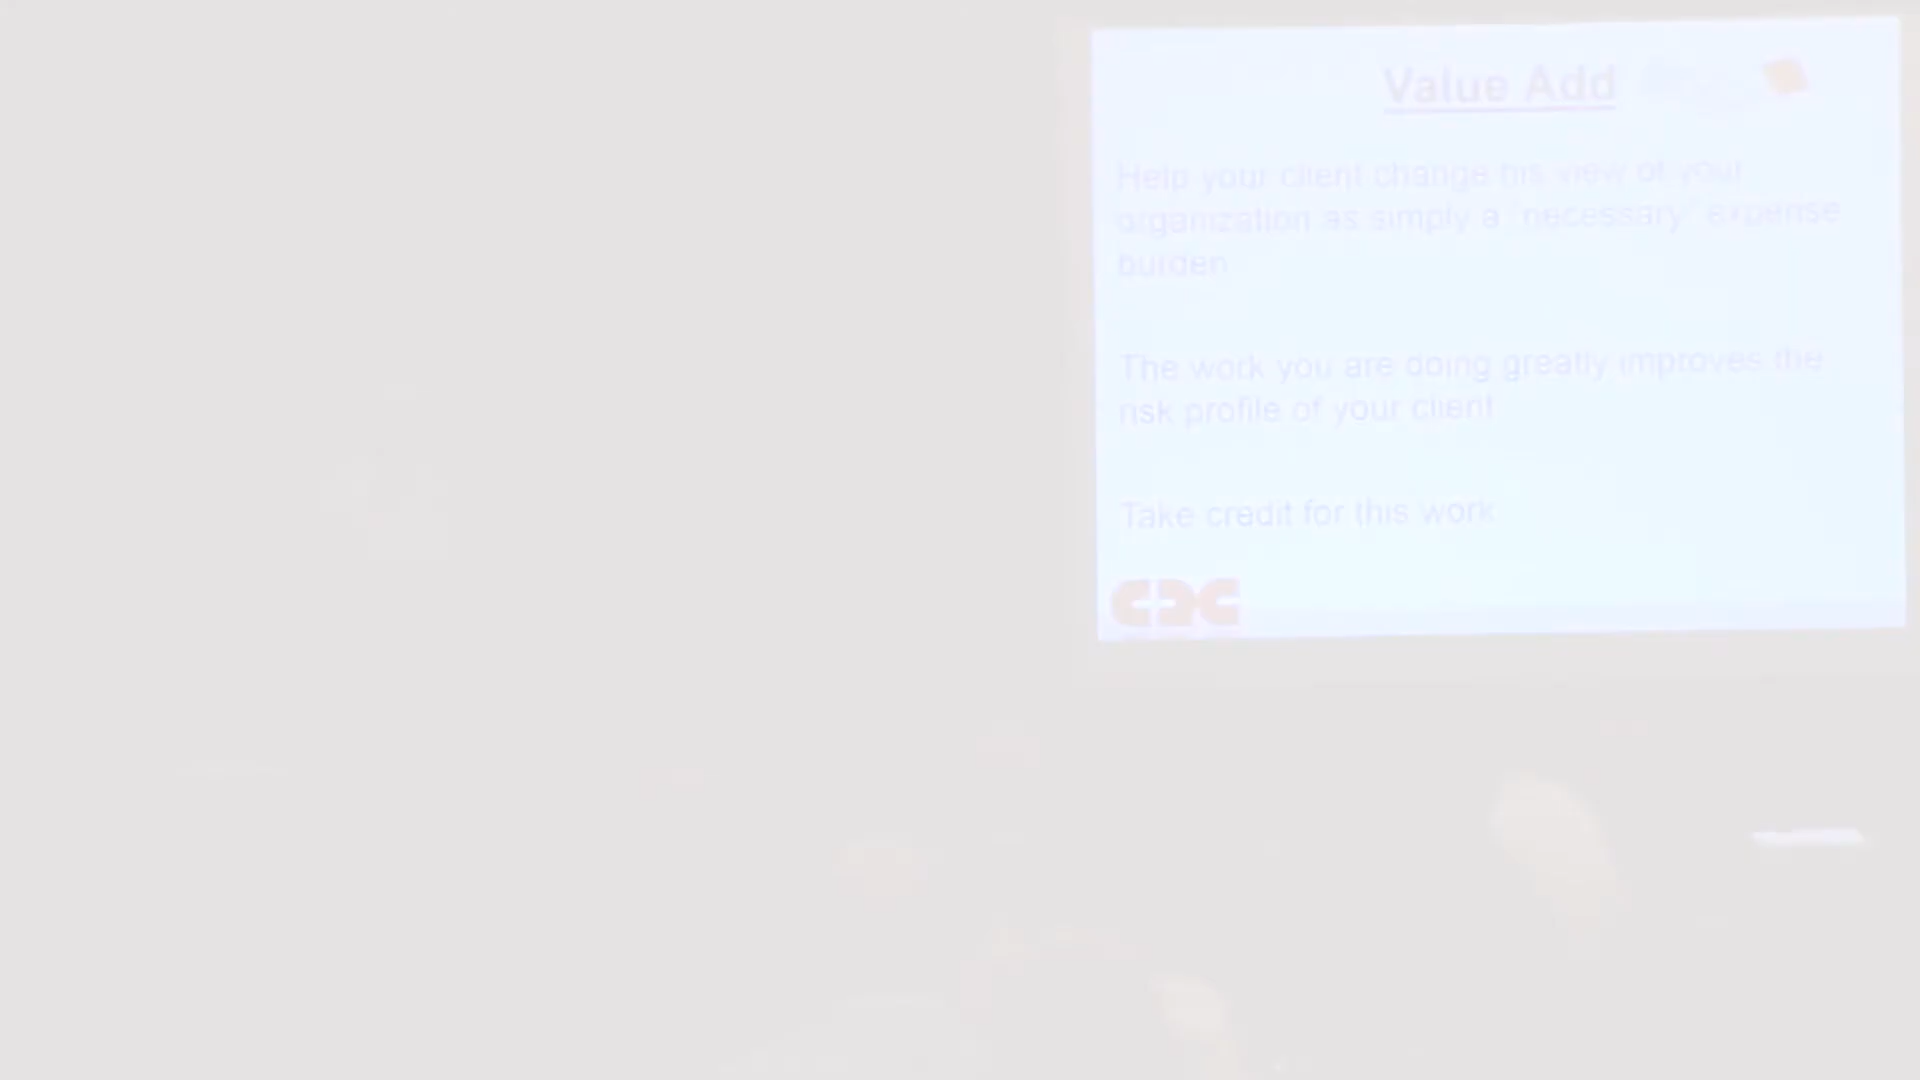 Value Add
Help your client change his view of your
organization as simply a "necessary" expense
burden
The work you are doing greatly improves the
risk profile of your client
Take credit for this work